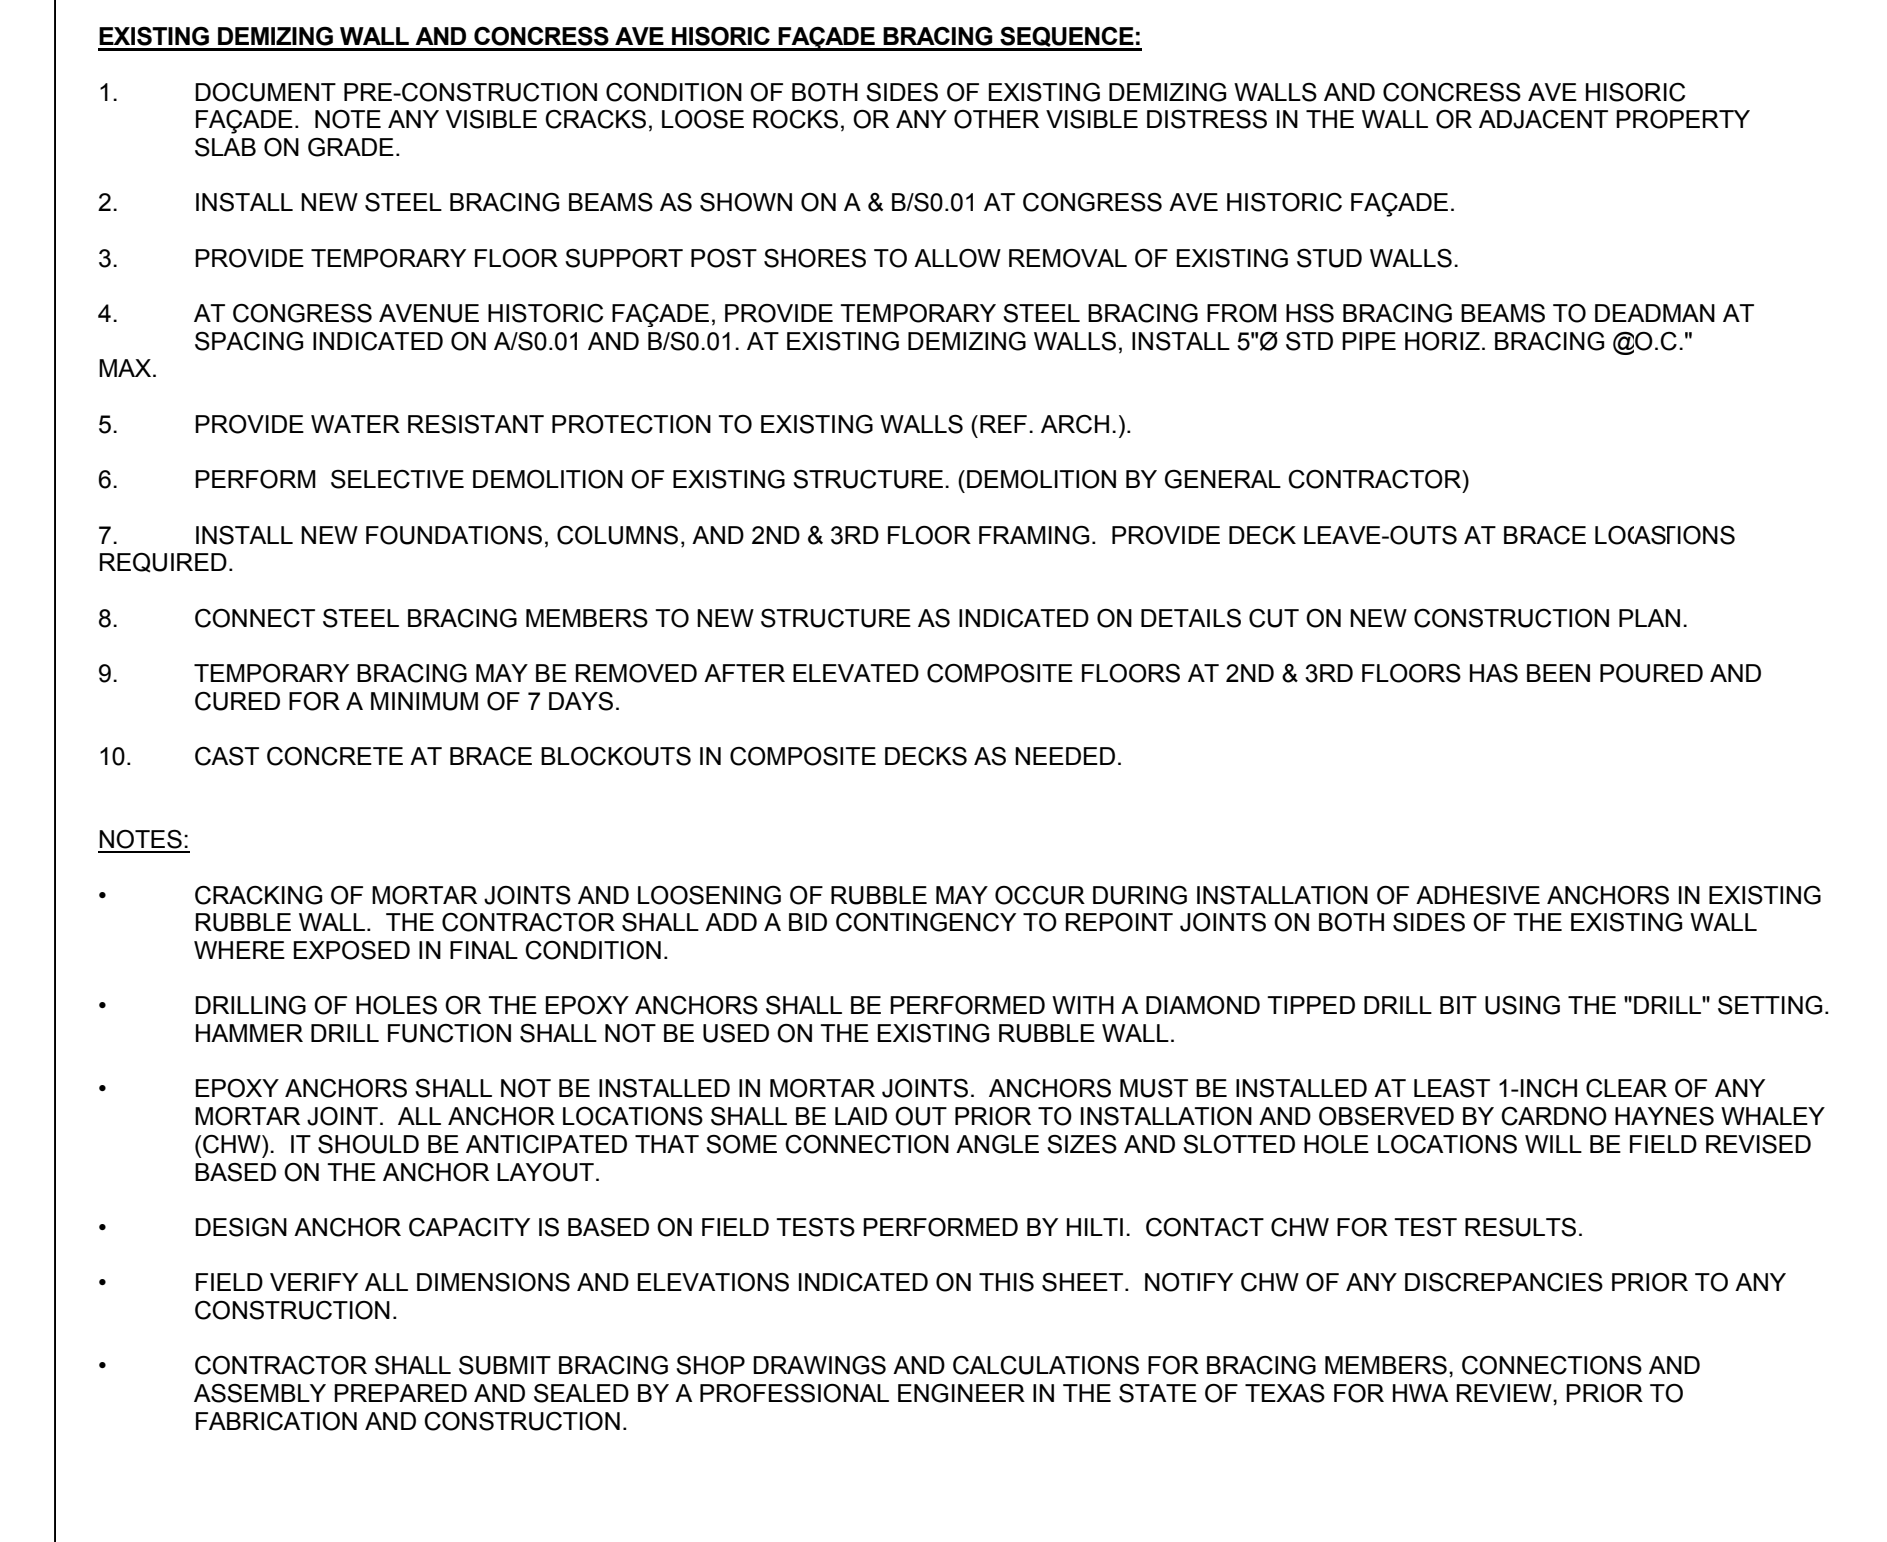 EXISTING DEMIZING WALL AND CONCRESS AVE HISORIC FAÇADE BRACING SEQUENCE:
1. DOCUMENT PRE-CONSTRUCTION CONDITION OF BOTH SIDES OF EXISTING DEMIZING WALLS AND CONCRESS AVE HISORIC
FAÇADE. NOTE ANY VISIBLE CRACKS, LOOSE ROCKS, OR ANY OTHER VISIBLE DISTRESS IN THE WALL OR ADJACENT PROPERTY
SLAB ON GRADE.
2. INSTALL NEW STEEL BRACING BEAMS AS SHOWN ON A & B/S0.01 AT CONGRESS AVE HISTORIC FAÇADE.
3. PROVIDE TEMPORARY FLOOR SUPPORT POST SHORES TO ALLOW REMOVAL OF EXISTING STUD WALLS.
4. AT CONGRESS AVENUE HISTORIC FAÇADE, PROVIDE TEMPORARY STEEL BRACING FROM HSS BRACING BEAMS TO DEADMAN AT
SPACING INDICATED ON A/S0.01 AND B/S0.01. AT EXISTING DEMIZING WALLS, INSTALL 5"Ø STD PIPE HORIZ. BRACING @O.C."
MAX.
5. PROVIDE WATER RESISTANT PROTECTION TO EXISTING WALLS (REF. ARCH.).
6. PERFORM SELECTIVE DEMOLITION OF EXISTING STRUCTURE. (DEMOLITION BY GENERAL CONTRACTOR)
7. INSTALL NEW FOUNDATIONS, COLUMNS, AND 2ND & 3RD FLOOR FRAMING. PROVIDE DECK LEAVE-OUTS AT BRACE
REQUIRED.
8. CONNECT STEEL BRACING MEMBERS TO NEW STRUCTURE AS INDICATED ON DETAILS CUT ON NEW CONSTRUCTION PLAN.
9. TEMPORARY BRACING MAY BE REMOVED AFTER ELEVATED COMPOSITE FLOORS AT 2ND & 3RD FLOORS HAS BEEN POURED AND
CURED FOR A MINIMUM OF 7 DAYS.
10. CAST CONCRETE AT BRACE BLOCKOUTS IN COMPOSITE DECKS AS NEEDED.
NOTES:
• CRACKING OF MORTAR JOINTS AND LOOSENING OF RUBBLE MAY OCCUR DURING INSTALLATION OF ADHESIVE ANCHORS IN EXISTING
RUBBLE WALL. THE CONTRACTOR SHALL ADD A BID CONTINGENCY TO REPOINT JOINTS ON BOTH SIDES OF THE EXISTING WALL
WHERE EXPOSED IN FINAL CONDITION.
• DRILLING OF HOLES OR THE EPOXY ANCHORS SHALL BE PERFORMED WITH A DIAMOND TIPPED DRILL BIT USING THE "DRILL" SETTING.
HAMMER DRILL FUNCTION SHALL NOT BE USED ON THE EXISTING RUBBLE WALL.
• EPOXY ANCHORS SHALL NOT BE INSTALLED IN MORTAR JOINTS. ANCHORS MUST BE INSTALLED AT LEAST 1-INCH CLEAR OF ANY
MORTAR JOINT. ALL ANCHOR LOCATIONS SHALL BE LAID OUT PRIOR TO INSTALLATION AND OBSERVED BY CARDNO HAYNES WHALEY
(CHW). IT SHOULD BE ANTICIPATED THAT SOME CONNECTION ANGLE SIZES AND SLOTTED HOLE LOCATIONS WILL BE FIELD REVISED
BASED ON THE ANCHOR LAYOUT.
• DESIGN ANCHOR CAPACITY IS BASED ON FIELD TESTS PERFORMED BY HILTI. CONTACT CHW FOR TEST RESULTS.
• FIELD VERIFY ALL DIMENSIONS AND ELEVATIONS INDICATED ON THIS SHEET. NOTIFY CHW OF ANY DISCREPANCIES PRIOR TO ANY
CONSTRUCTION.
• CONTRACTOR SHALL SUBMIT BRACING SHOP DRAWINGS AND CALCULATIONS FOR BRACING MEMBERS, CONNECTIONS AND
ASSEMBLY PREPARED AND SEALED BY A PROFESSIONAL ENGINEER IN THE STATE OF TEXAS FOR HWA REVIEW, PRIOR TO
FABRICATION AND CONSTRUCTION.